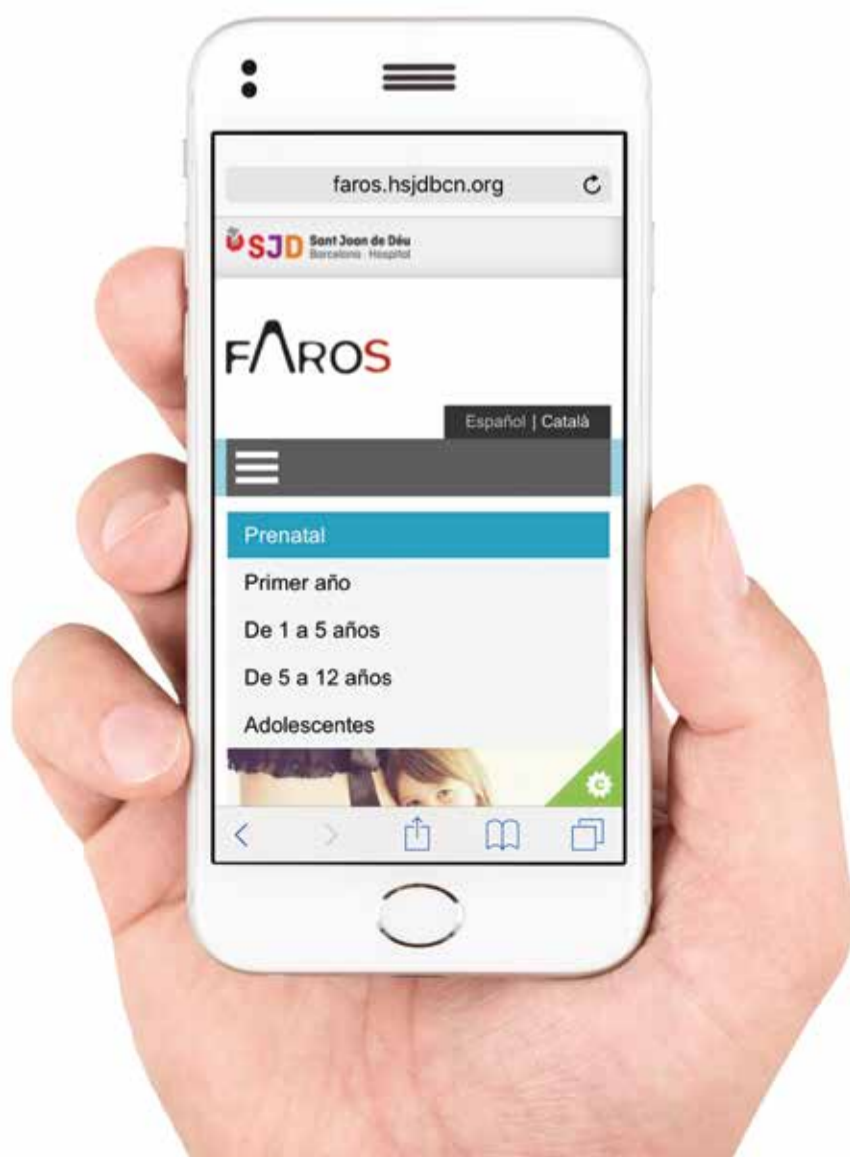 faros.hsjdbcn.org
SJD Sant Joan de Déu
Barcelona · Hospital
FAROS
Español | Català
Prenatal
Primer año
De 1 a 5 años
De 5 a 12 años
Adolescentes